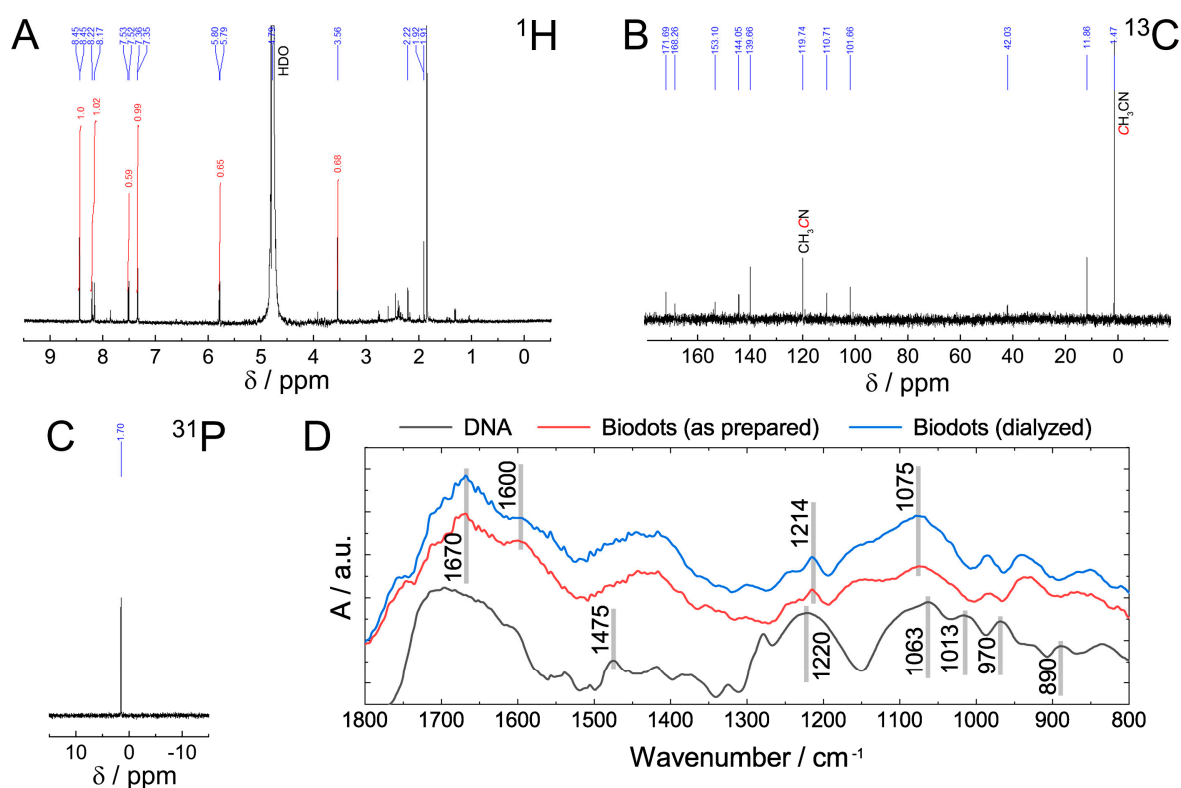 A
¹H
8.45
8.45
8.22
8.17
7.53
7.52
7.36
7.35
5.80
5.79
4.79
3.56
2.22
1.92
1.91
HDO
1.0
1.02
0.59
0.99
0.65
0.68
9 8 7 6 5 4 3 2 1 0
δ / ppm
B
¹³C
171.69
168.26
153.10
144.05
139.66
119.74
110.71
101.66
42.03
11.86
1.47
CH₃CN
CH₃CN
160 140 120 100 80 60 40 20 0
δ / ppm
C
³¹P
1.70
10 0 -10
δ / ppm
D
DNA Biodots (as prepared) Biodots (dialyzed)
1670
1600
1475
1214
1220
1075
1063
1013
970
890
A / a.u.
1800 1700 1600 1500 1400 1300 1200 1100 1000 900 800
Wavenumber / cm⁻¹